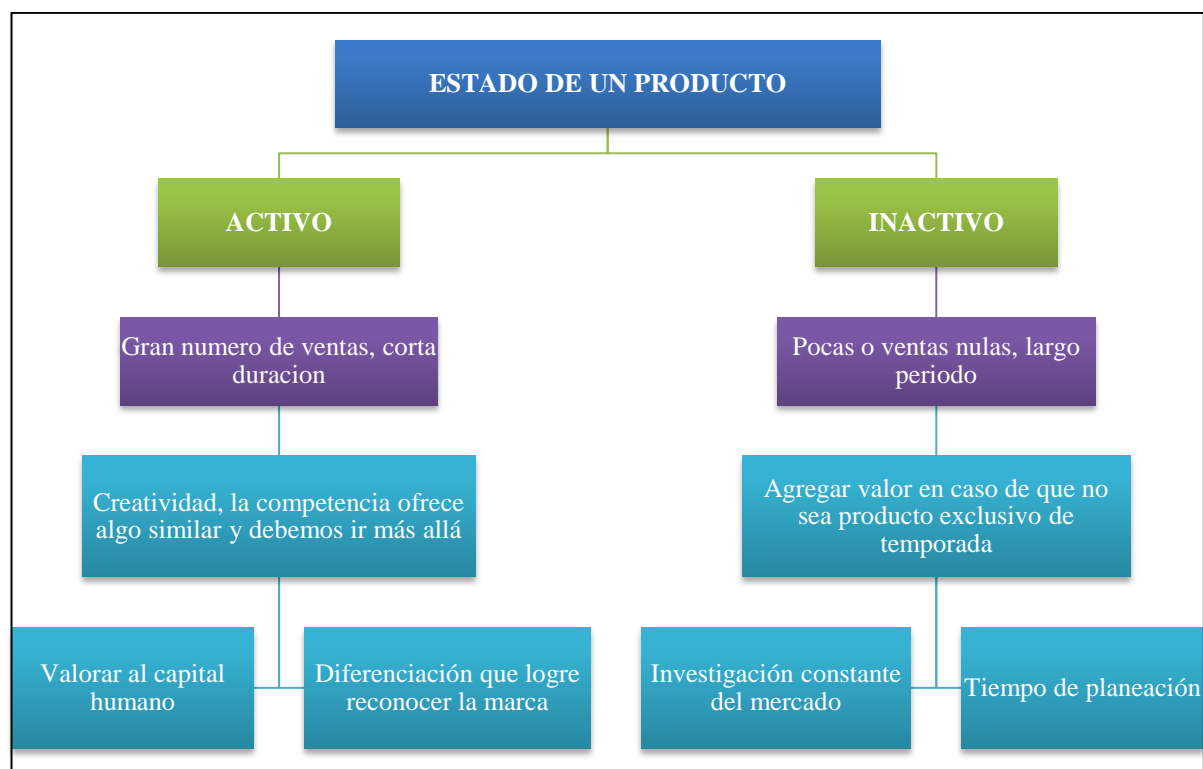 ESTADO DE UN PRODUCTO
ACTIVO
INACTIVO
Gran numero de ventas, corta
duracion
Pocas o ventas nulas, largo
periodo
Creatividad, la competencia ofrece
algo similar y debemos ir más allá
Agregar valor en caso de que no
sea producto exclusivo de
temporada
Valorar al capital
humano
Diferenciación que logre
reconocer la marca
Investigación constante
del mercado
Tiempo de planeación